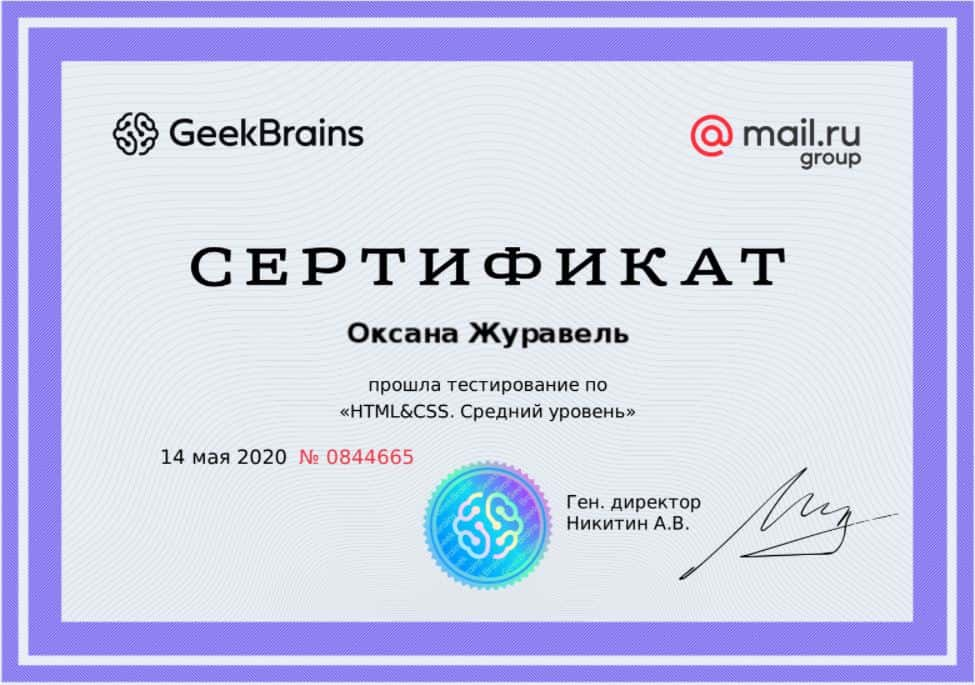 GeekBrains
@mail.ru
group
СЕРТИФИКАТ
Оксана Журавель
прошла тестирование по
«HTML&CSS. Средний уровень»
14 мая 2020 № 0844665
Ген. директор
Никитин А.В.